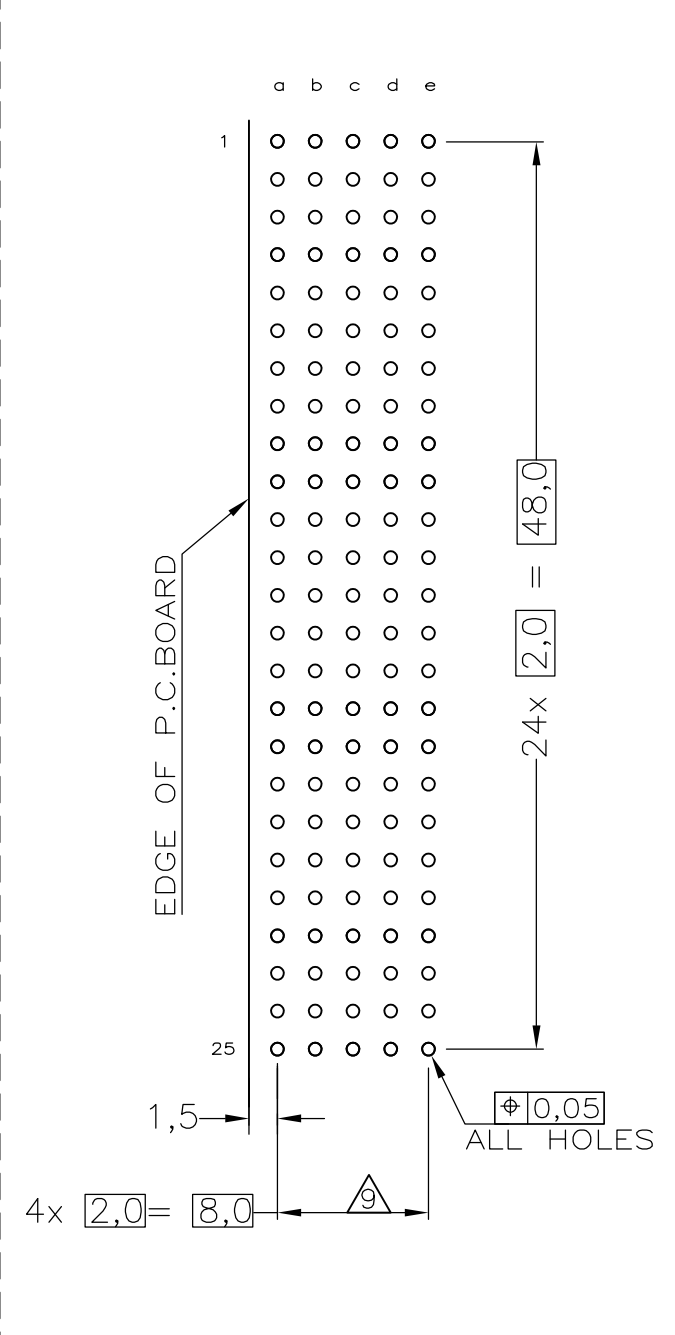 a b c d e
1
24x 2,0 = 48,0
EDGE OF P.C.BOARD
25
1,5
0,05
ALL HOLES
4x 2,0= 8,0
9